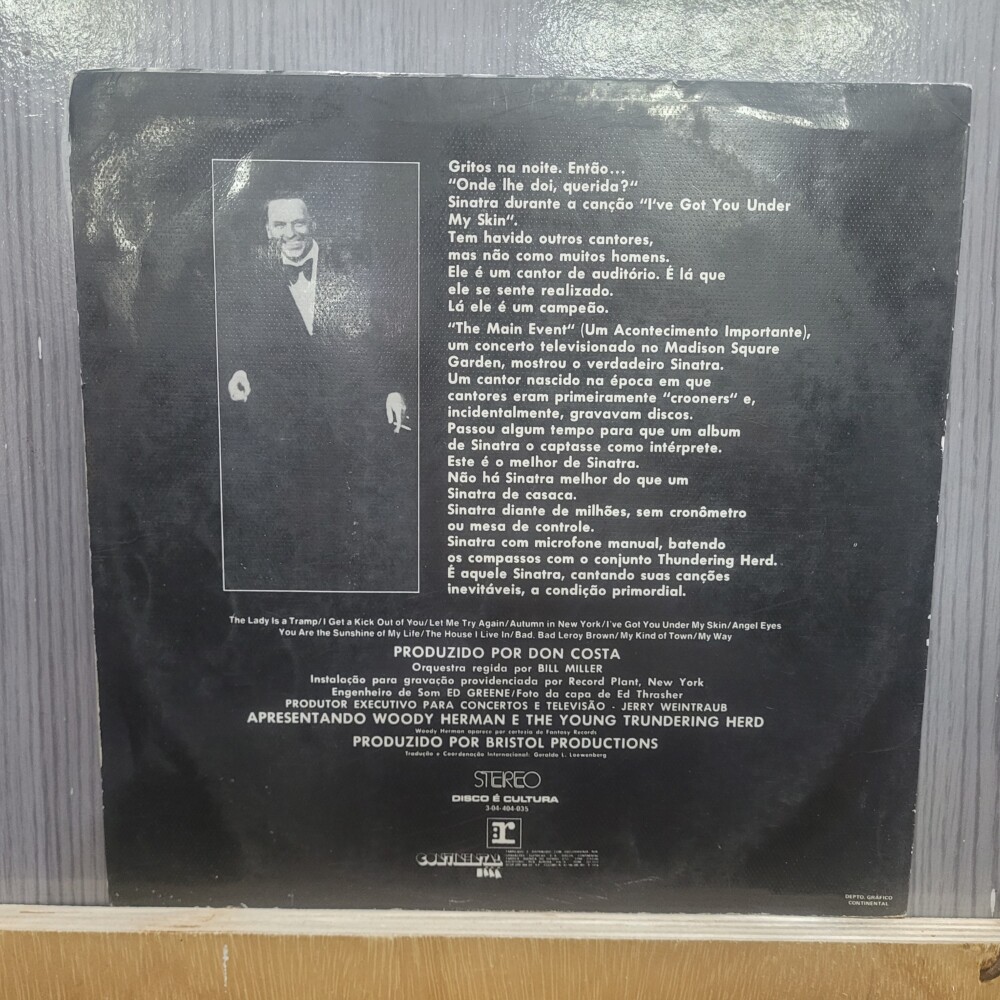 Gritos na noite. Então...
"Onde lhe doi, querida?"
Sinatra durante a canção "I've Got You Under
My Skin".
Tem havido outros cantores,
mas não como muitos homens.
Ele é um cantor de auditório. É lá que
ele se sente realizado.
Lá ele é um campeão.
"The Main Event" (Um Acontecimento Importante),
um concerto televisionado no Madison Square
Garden, mostrou o verdadeiro Sinatra.
Um cantor nascido na época em que
cantores eram primeiramente "crooners" e,
incidentalmente, gravavam discos.
Passou algum tempo para que um album
de Sinatra o captasse como intérprete.
Este é o melhor de Sinatra.
Não há Sinatra melhor do que um
Sinatra de casaca.
Sinatra diante de milhões, sem cronômetro
ou mesa de controle.
Sinatra com microfone manual, batendo
os compassos com o conjunto Thundering Herd.
É aquele Sinatra, cantando suas canções
inevitáveis, a condição primordial.
The Lady Is a Tramp/I Get a Kick Out of You/Let Me Try Again/Autumn in New York/I've Got You Under My Skin/Angel Eyes
You Are the Sunshine of My Life/The House I Live In/Bad, Bad Leroy Brown/My Kind of Town/My Way
PRODUZIDO POR DON COSTA
Orquestra regida por BILL MILLER
Instalação para gravação providenciada por Record Plant, New York
Engenheiro de Som ED GREENE/Foto da capa de Ed Thrasher
PRODUTOR EXECUTIVO PARA CONCERTOS E TELEVISÃO - JERRY WEINTRAUB
APRESENTANDO WOODY HERMAN E THE YOUNG TRUNDERING HERD
Woody Herman aparece por cortesia de Fantasy Records
PRODUZIDO POR BRISTOL PRODUCTIONS
Tradução e Coordenação Internacional: Geraldo L. Loewenberg
STEREO
DISCO É CULTURA
3-04-404-035
r
CONTINENTAL
DEPTO. GRÁFICO
CONTINENTAL